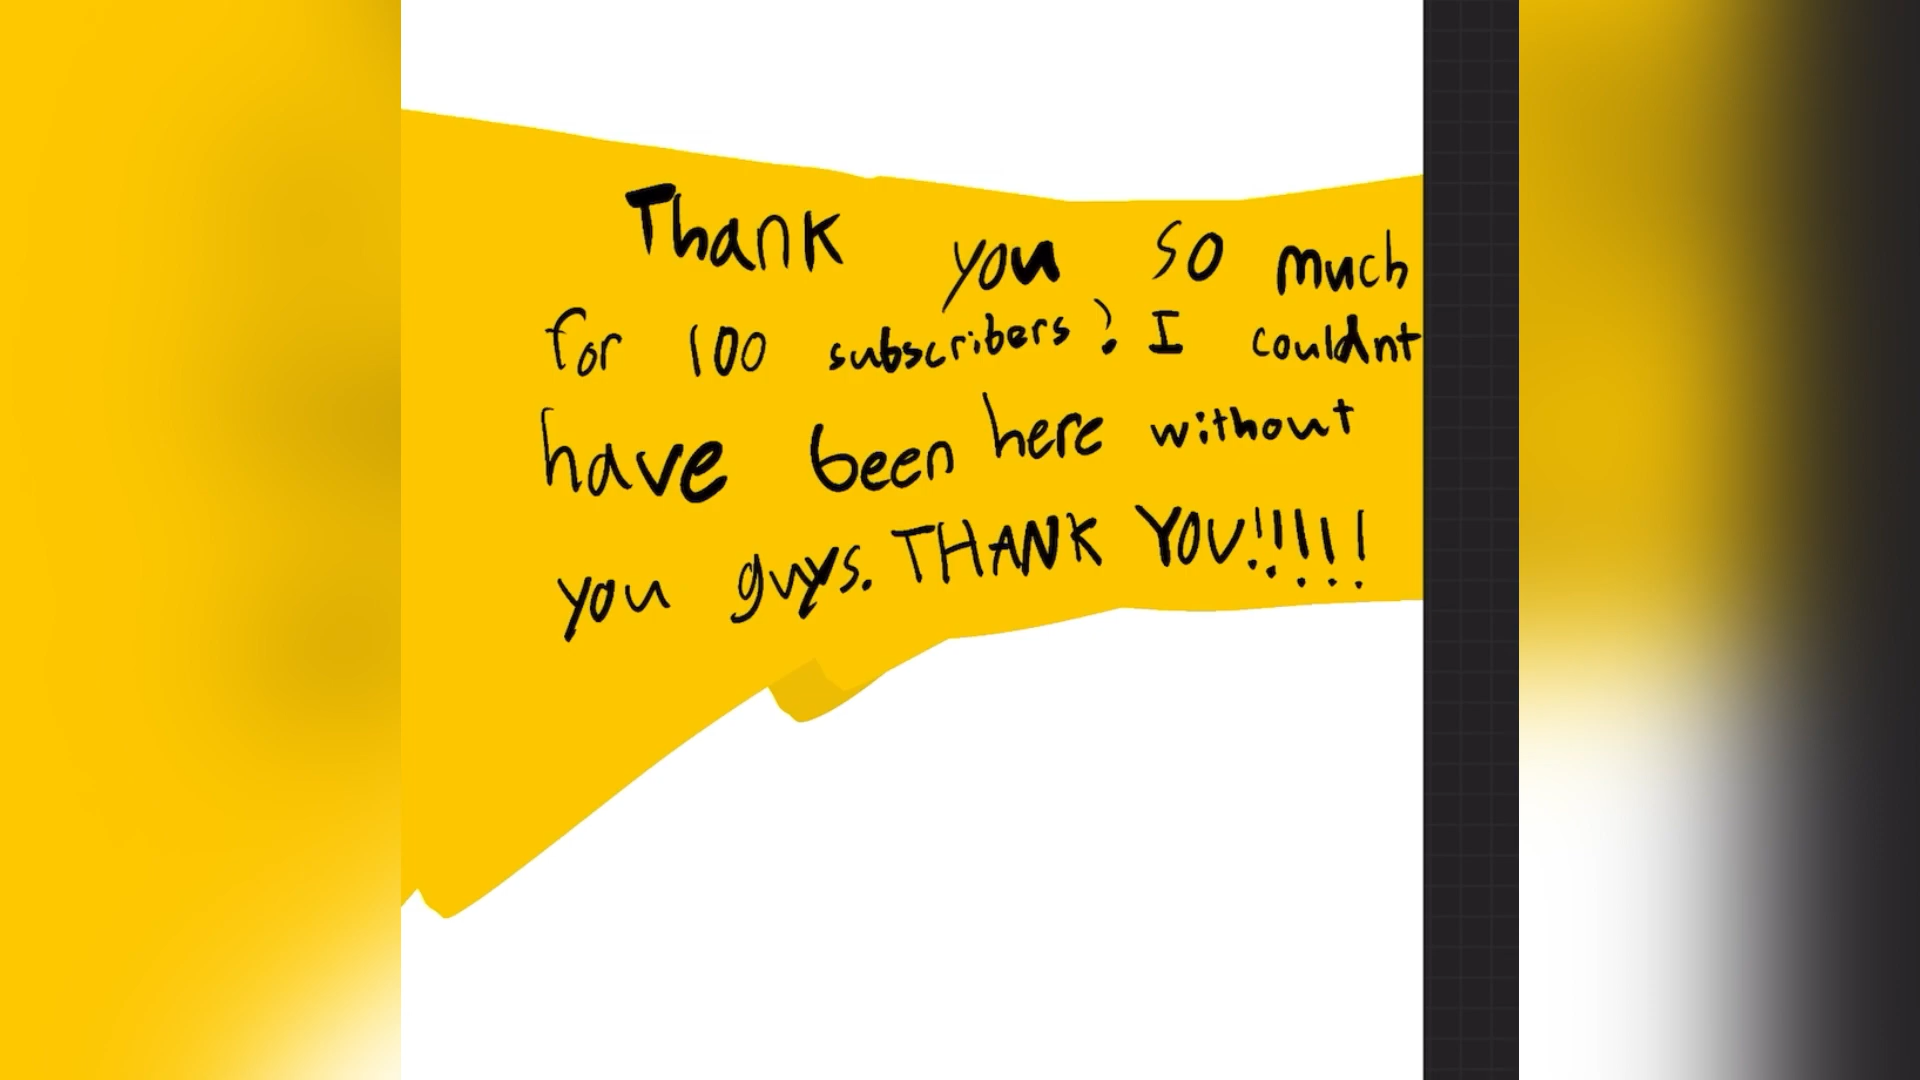 Thank you so much
for 100 subscribers! I couldnt
have been here without
you guys. THANK YOU!!!!!